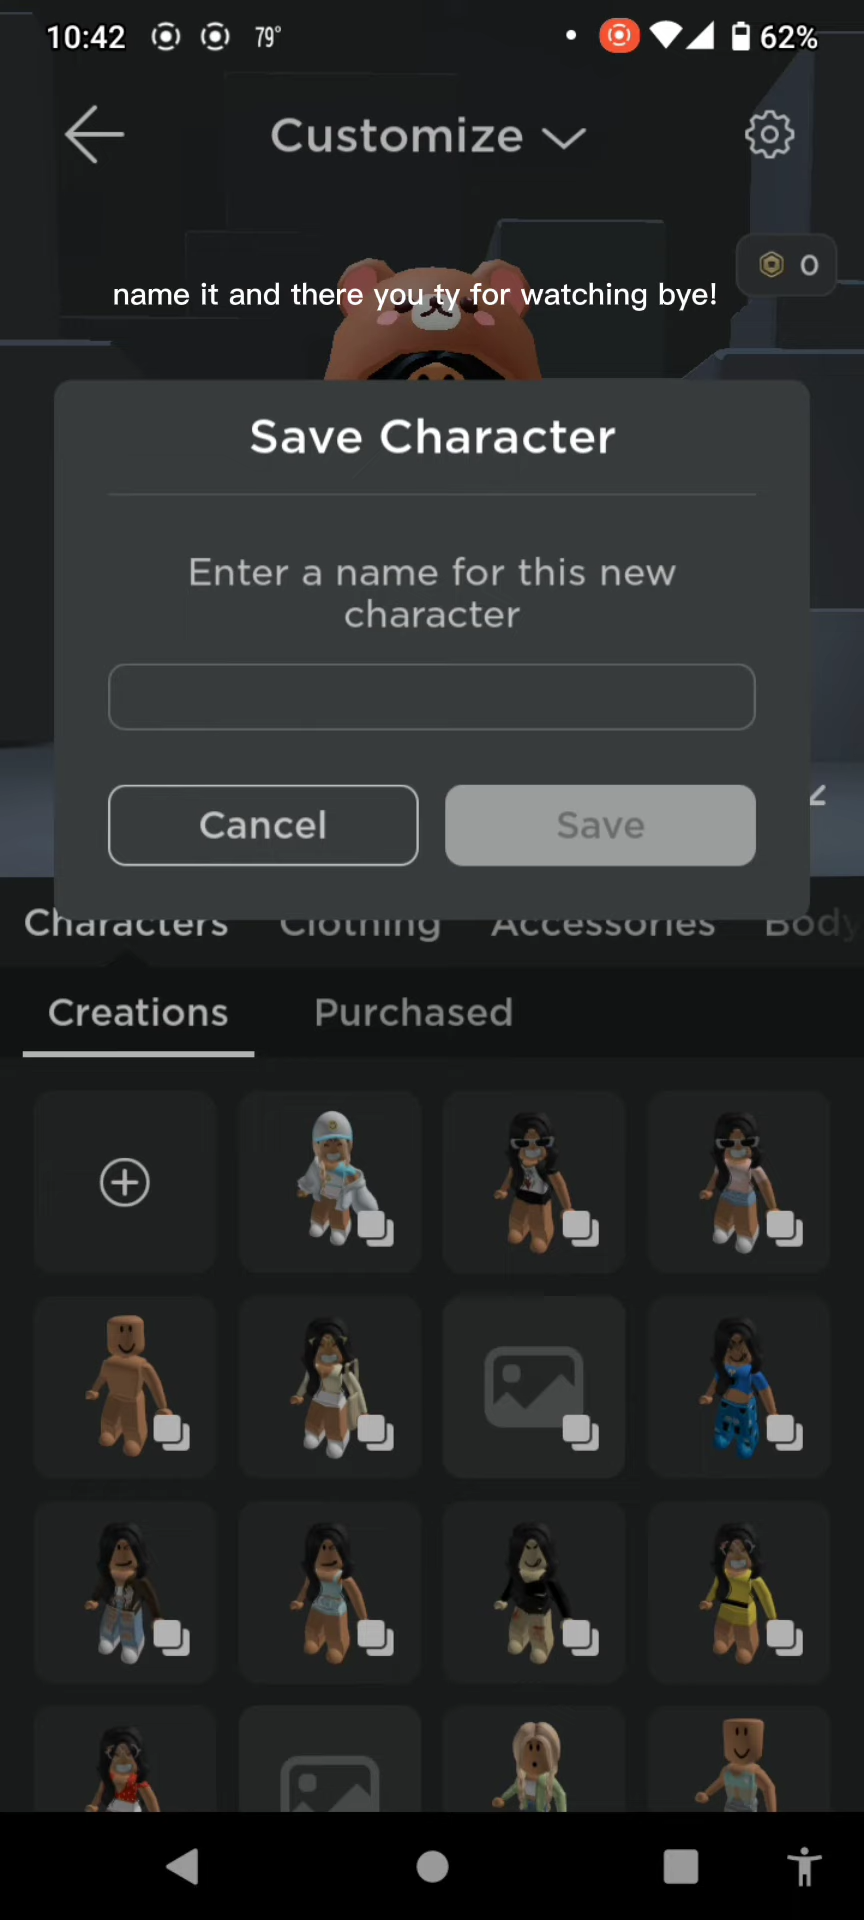 10:42 79° 62%
Customize
0
name it and there you ty for watching bye!
Save Character
Enter a name for this new
character
Cancel Save
Characters Clothing Accessories Body
Creations Purchased